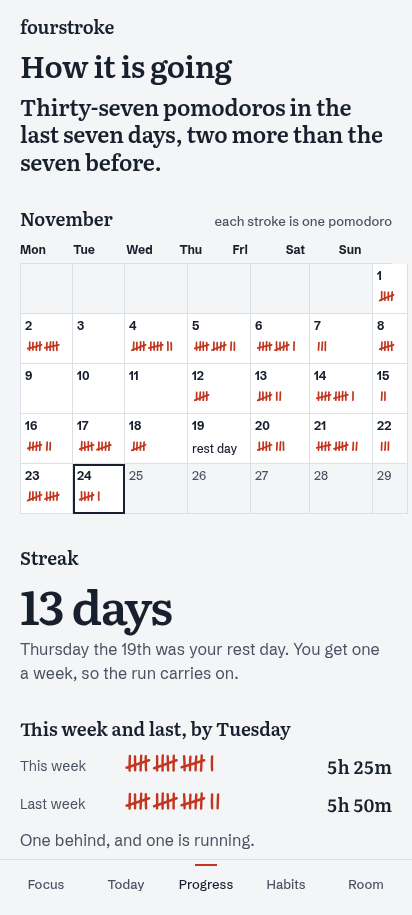 fourstroke
How it is going
Thirty-seven pomodoros in the
last seven days, two more than the
seven before.
November
each stroke is one pomodoro
Mon Tue Wed Thu Fri Sat Sun
1
2 3 4 5 6 7 8
9 10 11 12 13 14 15
16 17 18 19 20 21 22
rest day
23 24 25 26 27 28 29
Streak
13 days
Thursday the 19th was your rest day. You get one
a week, so the run carries on.
This week and last, by Tuesday
This week 5h 25m
Last week 5h 50m
One behind, and one is running.
Focus Today Progress Habits Room